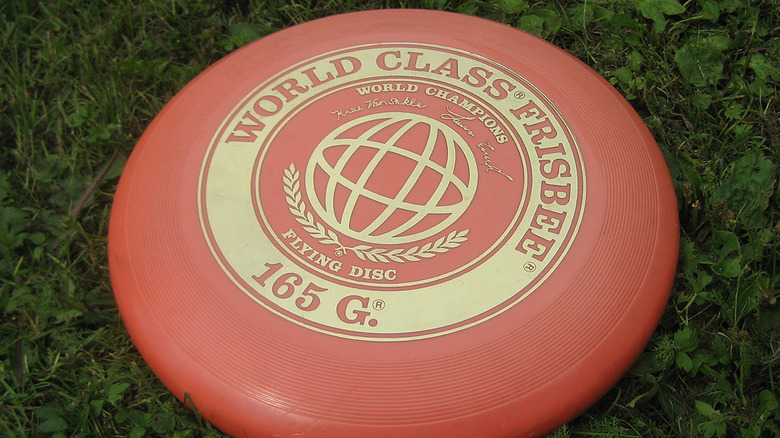 WORLD CLASS® FRISBEE®
WORLD CHAMPIONS
FLYING DISC
165 G.®